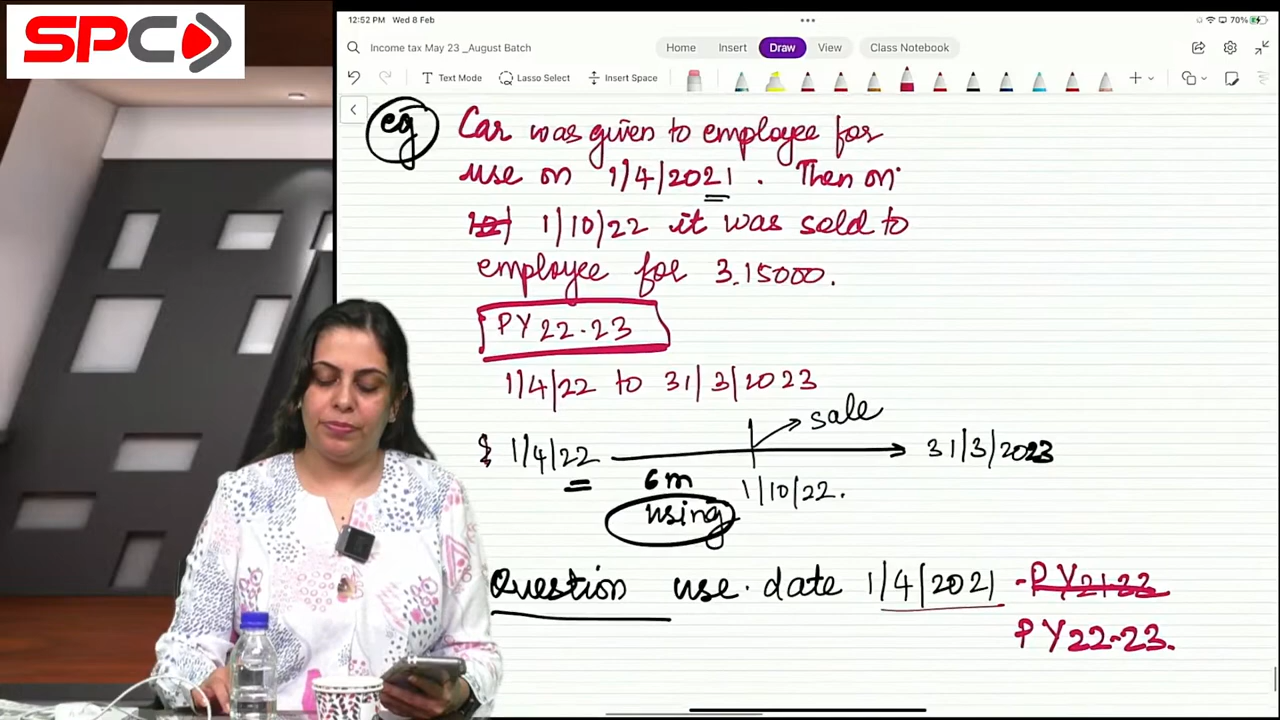 SPC
12:52 PM Wed 8 Feb
70%
Income tax May 23 _August Batch
Home Insert Draw View Class Notebook
Text Mode Lasso Select Insert Space
eg
Car was given to employee for
use on 1/4/2021. Then on
1/10/22 it was sold to
employee for 3.15000.
PY 22-23
1/4/22 to 31/3/2023
sale
1/4/22 31/3/2023
6m 1/10/22.
using
Question use date 1/4/2021 - PY21-22
PY22-23.